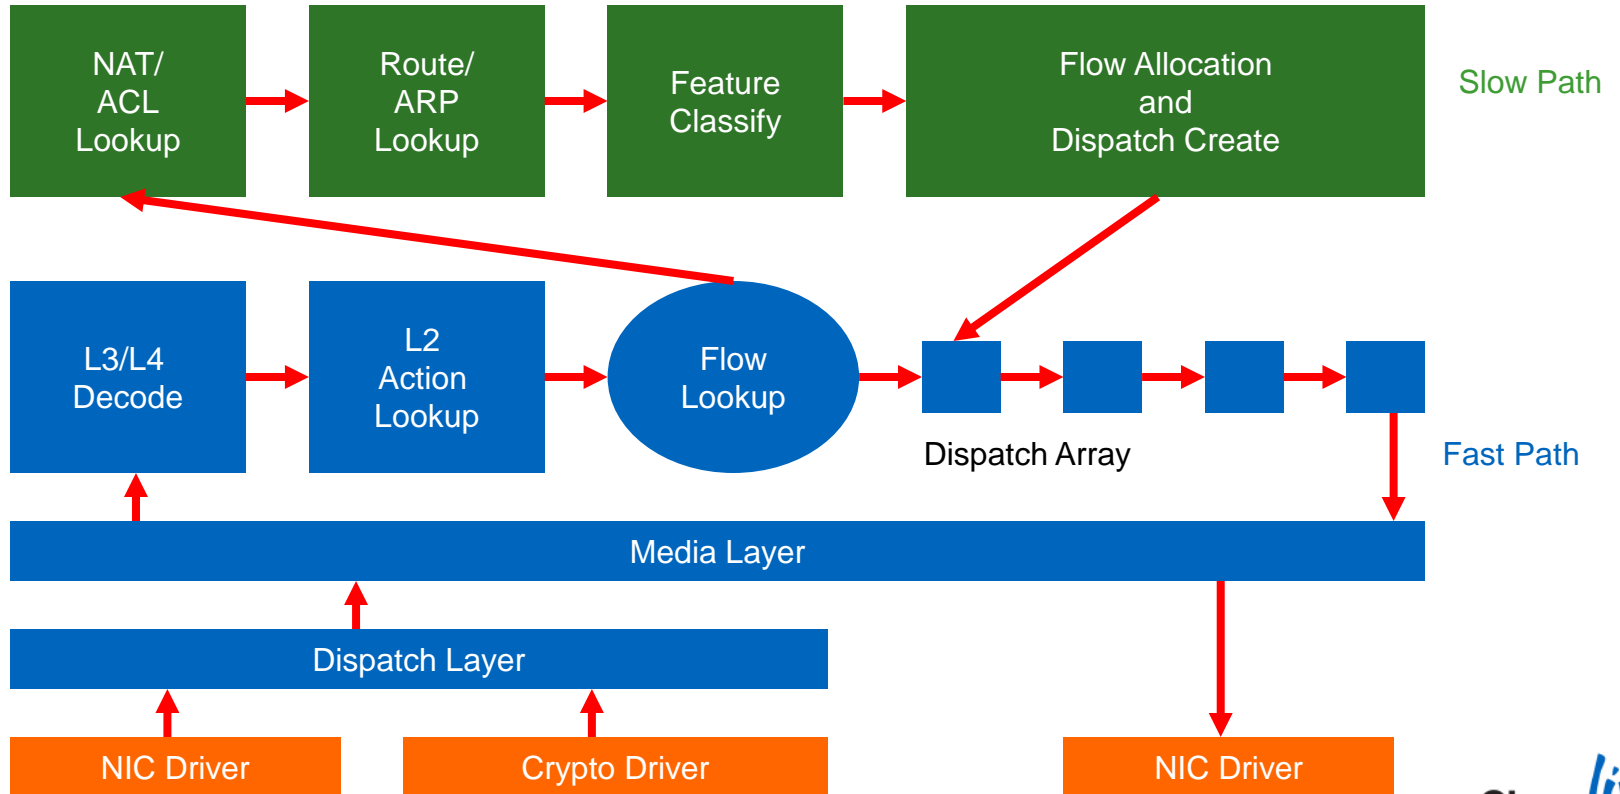 NAT/
ACL
Lookup
Route/
ARP
Lookup
Feature
Classify
Flow Allocation
and
Dispatch Create
Slow Path
L3/L4
Decode
L2
Action
Lookup
Flow
Lookup
Dispatch Array
Fast Path
Media Layer
Dispatch Layer
NIC Driver
Crypto Driver
NIC Driver